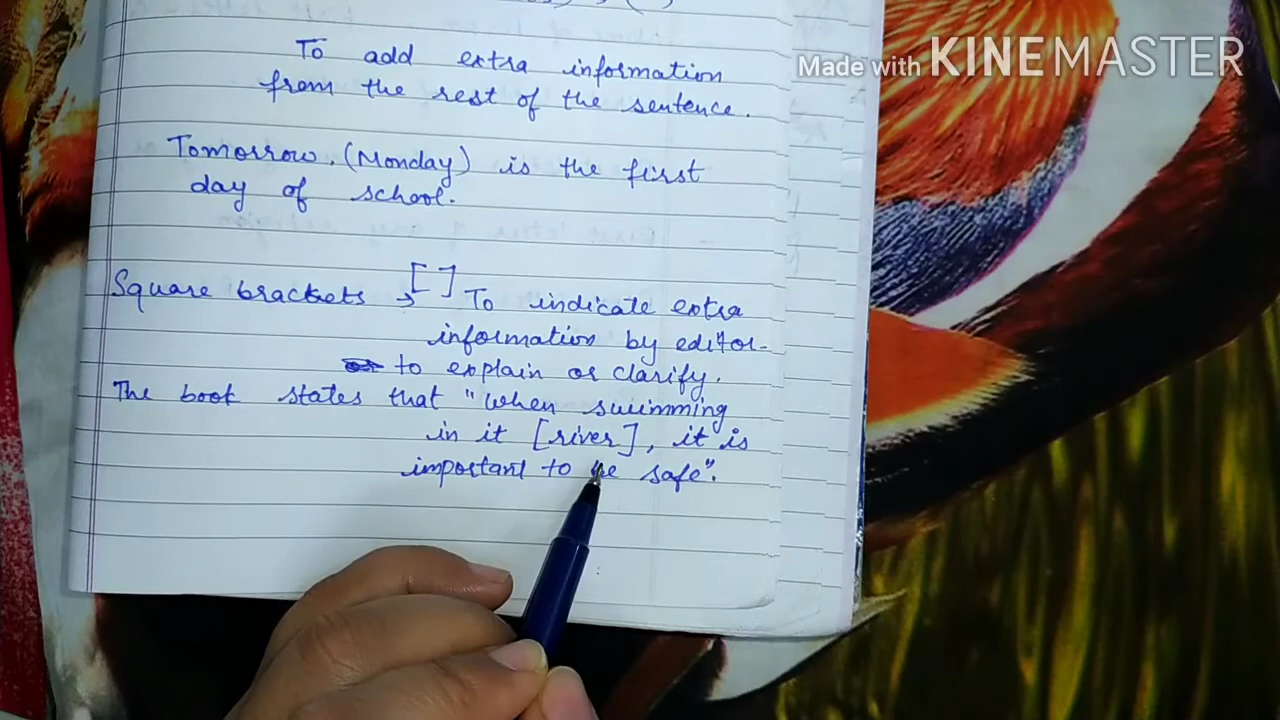 To add extra information
from the rest of the sentence.
Tomorrow, (Monday) is the first
day of school.
Square brackets → [ ] To indicate extra
information by editor-
to explain or clarify.
The book states that "When swimming
in it [river], it is
important to be safe".
Made with KINEMASTER